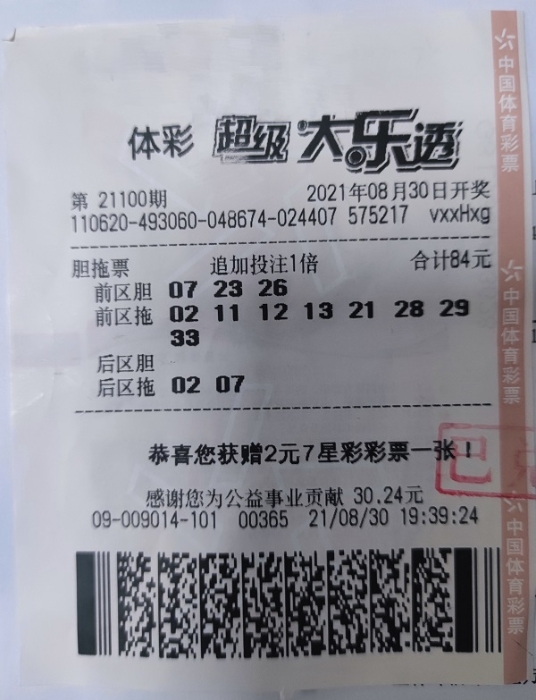 体彩 超级大乐透
第 21100期 2021年08月30日开奖
110620-493060-048674-024407 575217 vxxHxg
胆拖票 追加投注1倍 合计84元
前区胆 07 23 26
前区拖 02 11 12 13 21 28 29
33
后区胆
后区拖 02 07
恭喜您获赠2元7星彩彩票一张！
感谢您为公益事业贡献 30.24元
09-009014-101 00365 21/08/30 19:39:24
中国体育彩票
中国体育彩票
中国体育彩票
已